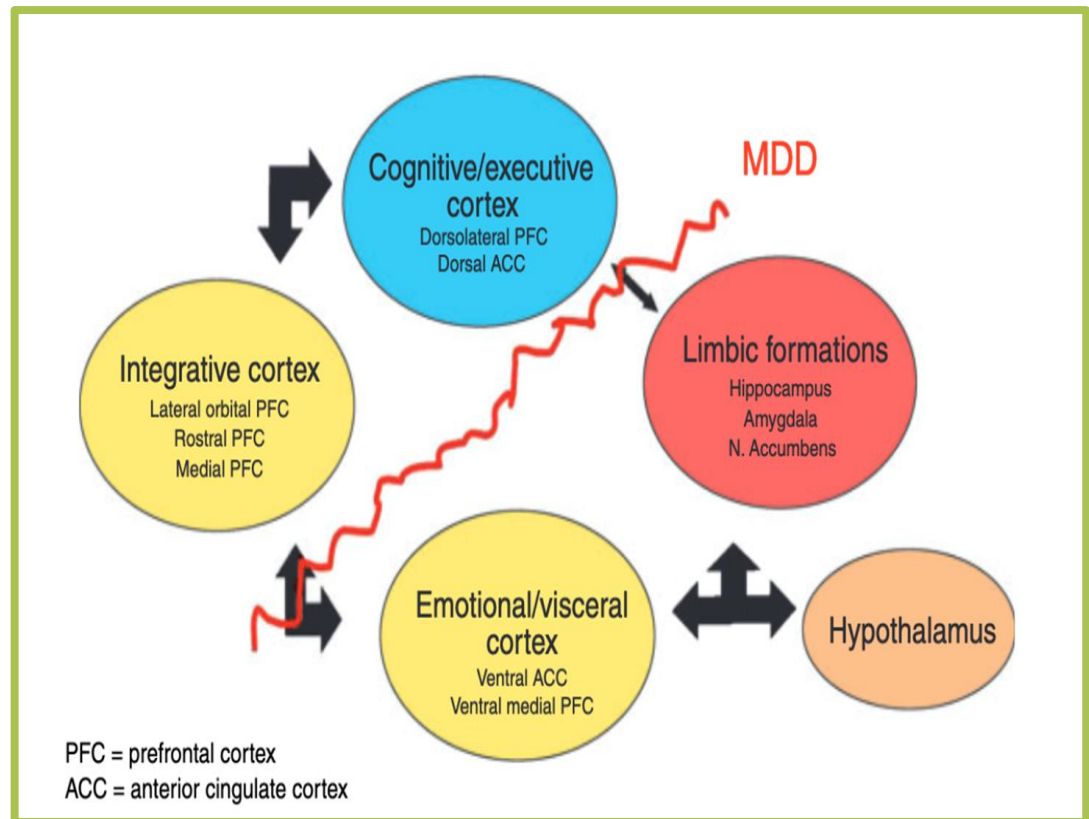 Cognitive/executive
cortex
Dorsolateral PFC
Dorsal ACC
MDD
Integrative cortex
Lateral orbital PFC
Rostral PFC
Medial PFC
Limbic formations
Hippocampus
Amygdala
N. Accumbens
Emotional/visceral
cortex
Ventral ACC
Ventral medial PFC
Hypothalamus
PFC = prefrontal cortex
ACC = anterior cingulate cortex